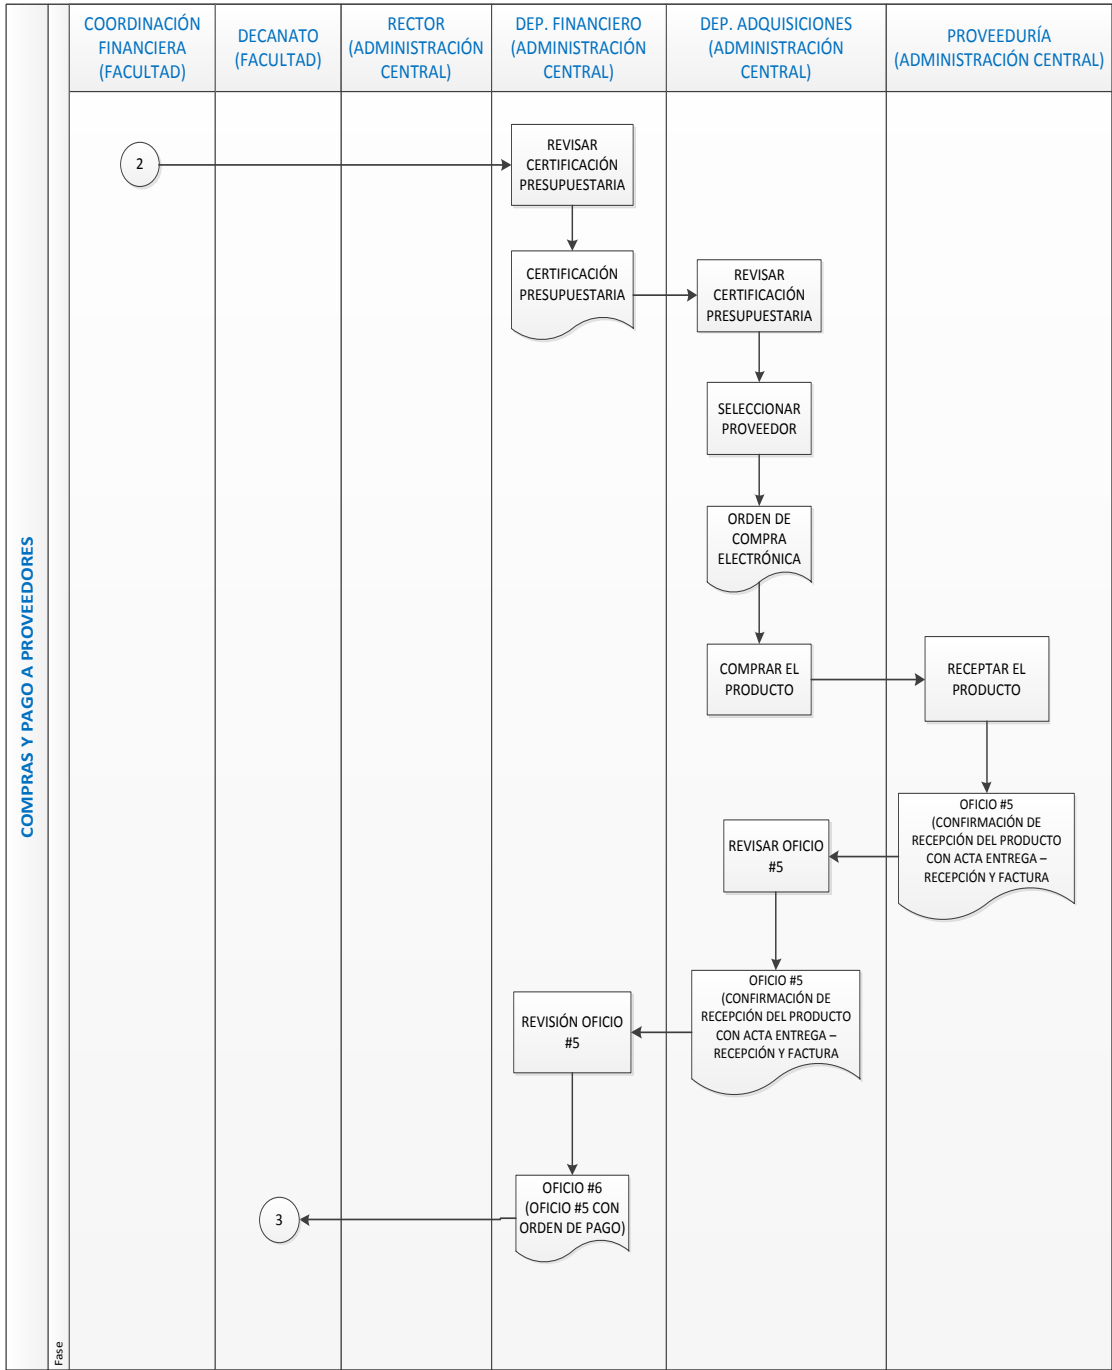 COORDINACIÓN
FINANCIERA
(FACULTAD)
DECANATO
(FACULTAD)
RECTOR
(ADMINISTRACIÓN
CENTRAL)
DEP. FINANCIERO
(ADMINISTRACIÓN
CENTRAL)
DEP. ADQUISICIONES
(ADMINISTRACIÓN
CENTRAL)
PROVEEDURÍA
(ADMINISTRACIÓN CENTRAL)
COMPRAS Y PAGO A PROVEEDORES
Fase
2
REVISAR
CERTIFICACIÓN
PRESUPUESTARIA
CERTIFICACIÓN
PRESUPUESTARIA
REVISAR
CERTIFICACIÓN
PRESUPUESTARIA
SELECCIONAR
PROVEEDOR
ORDEN DE
COMPRA
ELECTRÓNICA
COMPRAR EL
PRODUCTO
RECEPTAR EL
PRODUCTO
OFICIO #5
(CONFIRMACIÓN DE
RECEPCIÓN DEL PRODUCTO
CON ACTA ENTREGA –
RECEPCIÓN Y FACTURA
REVISAR OFICIO
#5
OFICIO #5
(CONFIRMACIÓN DE
RECEPCIÓN DEL PRODUCTO
CON ACTA ENTREGA –
RECEPCIÓN Y FACTURA
REVISIÓN OFICIO
#5
OFICIO #6
(OFICIO #5 CON
ORDEN DE PAGO)
3